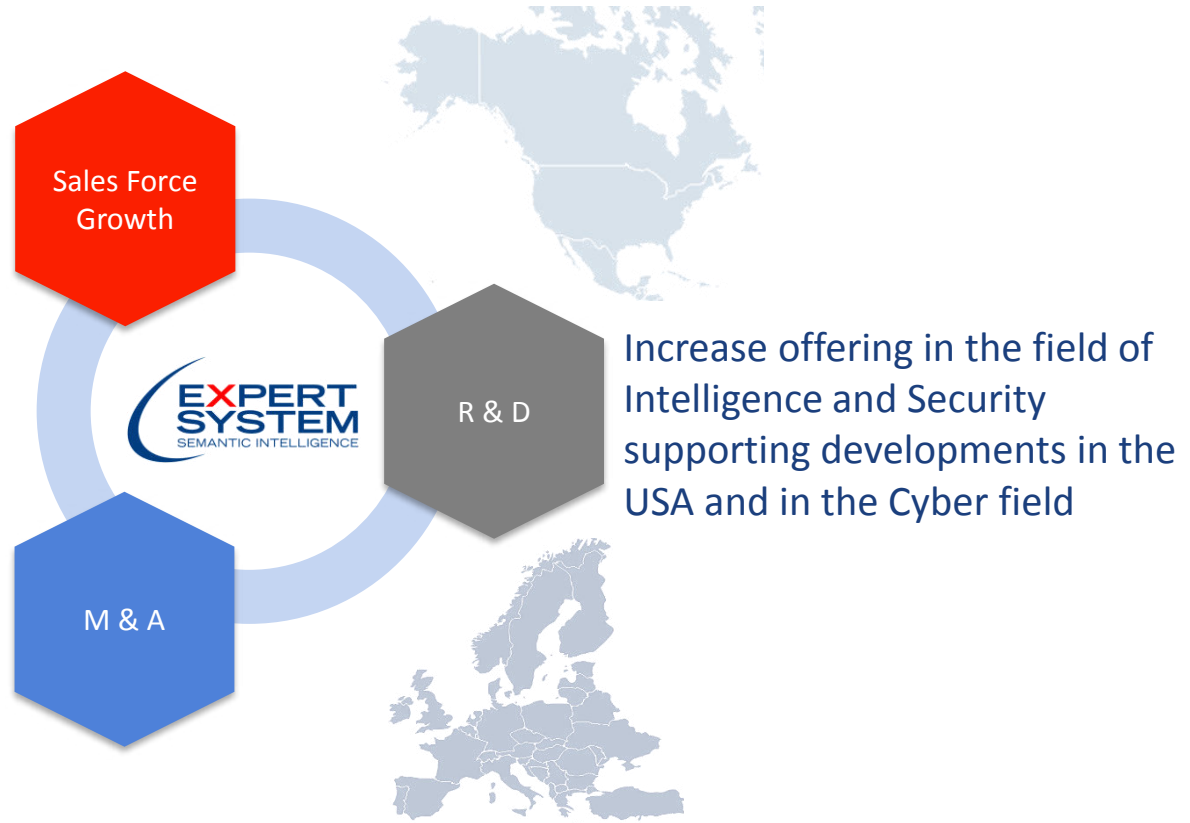 Sales Force
Growth
EXPERT
SYSTEM
SEMANTIC INTELLIGENCE
R & D
Increase offering in the field of
Intelligence and Security
supporting developments in the
USA and in the Cyber field
M & A